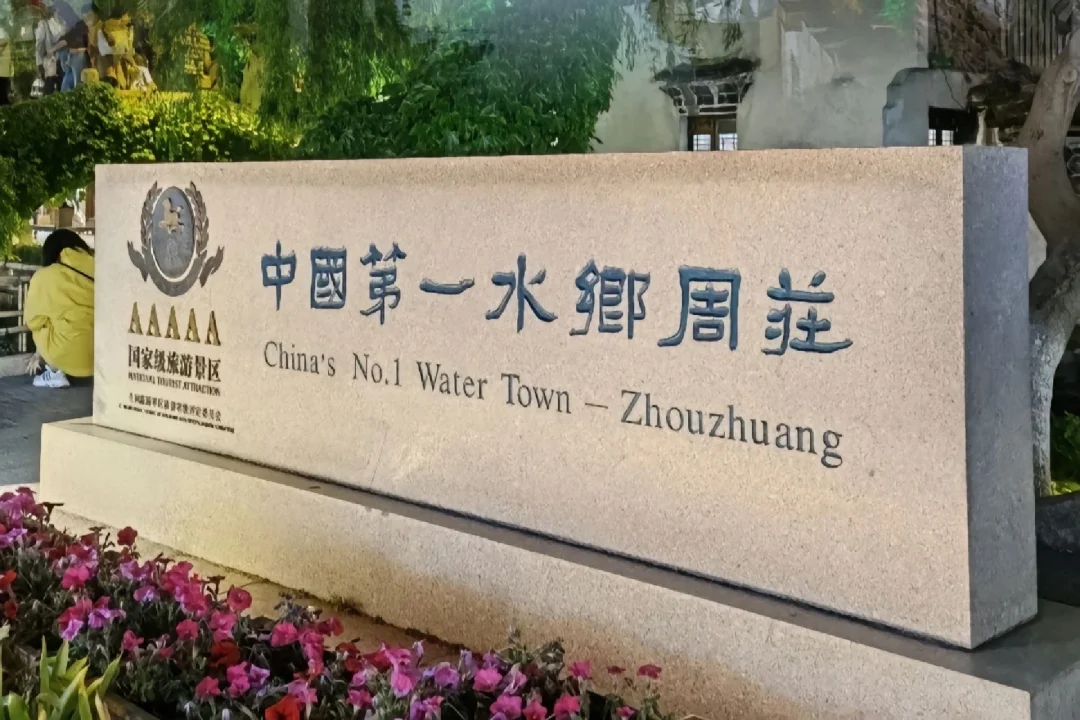 AAAAA
国家级旅游景区
NATIONAL TOURIST ATTRACTION
中國第一水鄉周莊
China's No.1 Water Town – Zhouzhuang